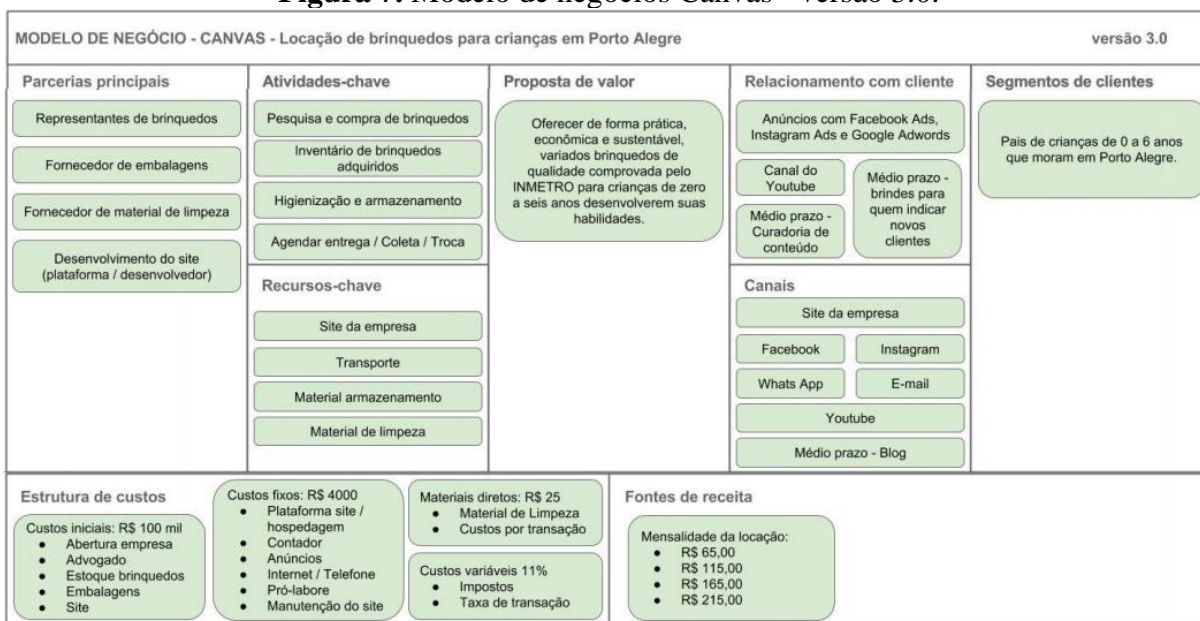 Figura 7. Modelo de negócios Canvas - versão 3.0.
MODELO DE NEGÓCIO - CANVAS - Locação de brinquedos para crianças em Porto Alegre
versão 3.0
Parcerias principais
Representantes de brinquedos
Fornecedor de embalagens
Fornecedor de material de limpeza
Desenvolvimento do site
(plataforma / desenvolvedor)
Atividades-chave
Pesquisa e compra de brinquedos
Inventário de brinquedos
adquiridos
Higienização e armazenamento
Agendar entrega / Coleta / Troca
Recursos-chave
Site da empresa
Transporte
Material armazenamento
Material de limpeza
Proposta de valor
Oferecer de forma prática,
econômica e sustentável,
variados brinquedos de
qualidade comprovada pelo
INMETRO para crianças de zero
a seis anos desenvolverem suas
habilidades.
Relacionamento com cliente
Anúncios com Facebook Ads,
Instagram Ads e Google Adwords
Canal do
Youtube
Médio prazo -
Curadoria de
conteúdo
Médio prazo -
brindes para
quem indicar
novos
clientes
Canais
Site da empresa
Facebook
Instagram
Whats App
E-mail
Youtube
Médio prazo - Blog
Segmentos de clientes
Pais de crianças de 0 a 6 anos
que moram em Porto Alegre.
Estrutura de custos
Custos iniciais: R$ 100 mil
● Abertura empresa
● Advogado
● Estoque brinquedos
● Embalagens
● Site
Custos fixos: R$ 4000
● Plataforma site /
hospedagem
● Contador
● Anúncios
● Internet / Telefone
● Pró-labore
● Manutenção do site
Materiais diretos: R$ 25
● Material de Limpeza
● Custos por transação
Custos variáveis 11%
● Impostos
● Taxa de transação
Fontes de receita
Mensalidade da locação:
● R$ 65,00
● R$ 115,00
● R$ 165,00
● R$ 215,00